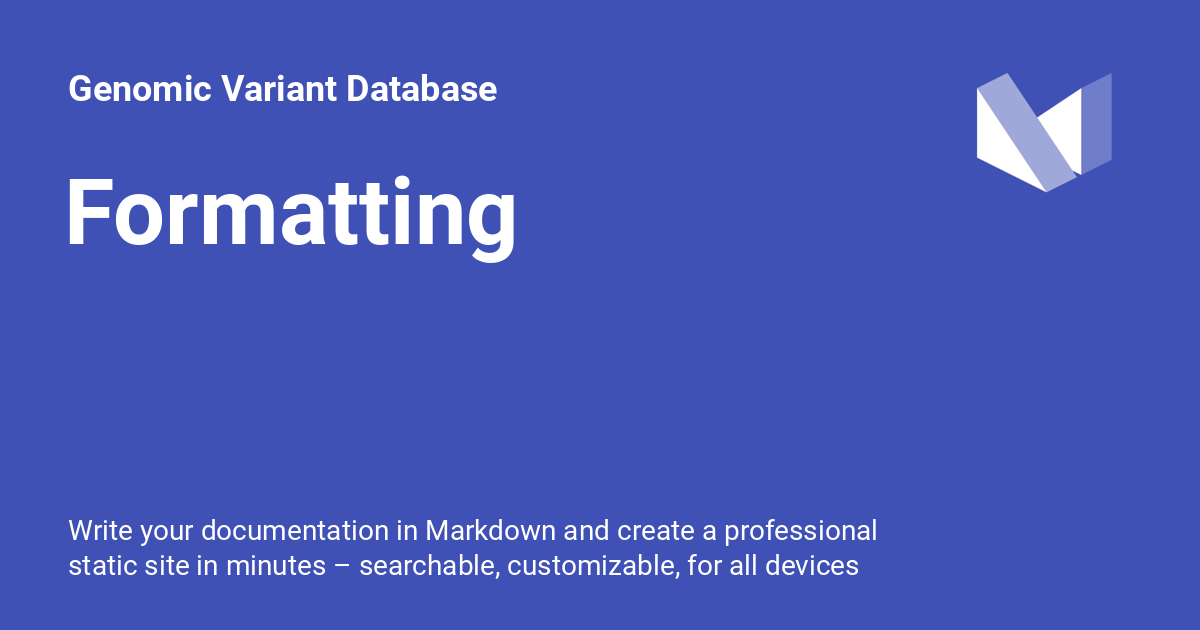 Genomic Variant Database
Formatting
Write your documentation in Markdown and create a professional
static site in minutes – searchable, customizable, for all devices